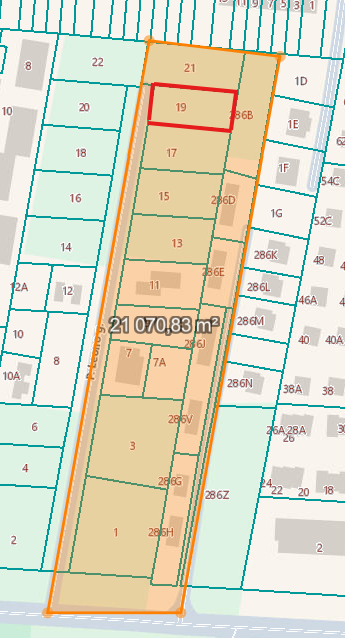 22
21
1D
8
10
20
19
286B
1E
18
17
1F
54C
16
15
286D
1G
52C
14
13
286K
48
286E
12A
12
11
286L
46A
21 070,83 m²
286M
10
8
7
7A
286J
40
40A
10A
286N
38A
38
6
286V
26A
28A
26
3
4
286G
24
22
20
18
286Z
2
1
286H
2